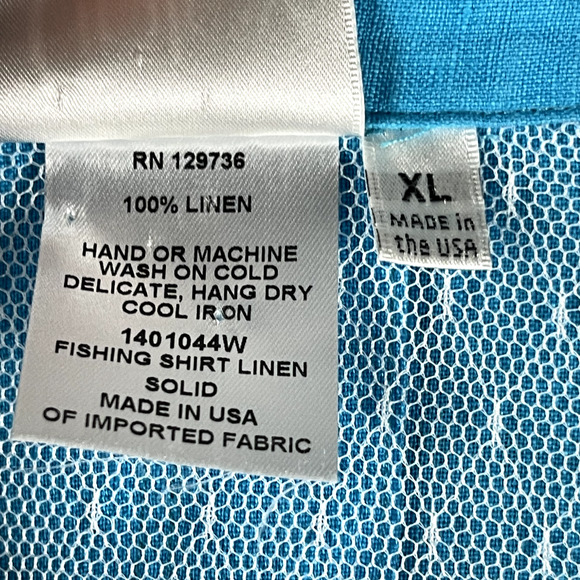 RN 129736
100% LINEN
HAND OR MACHINE
WASH ON COLD
DELICATE, HANG DRY
COOL IRON
1401044W
FISHING SHIRT LINEN
SOLID
MADE IN USA
OF IMPORTED FABRIC
XL
MADE in
the USA